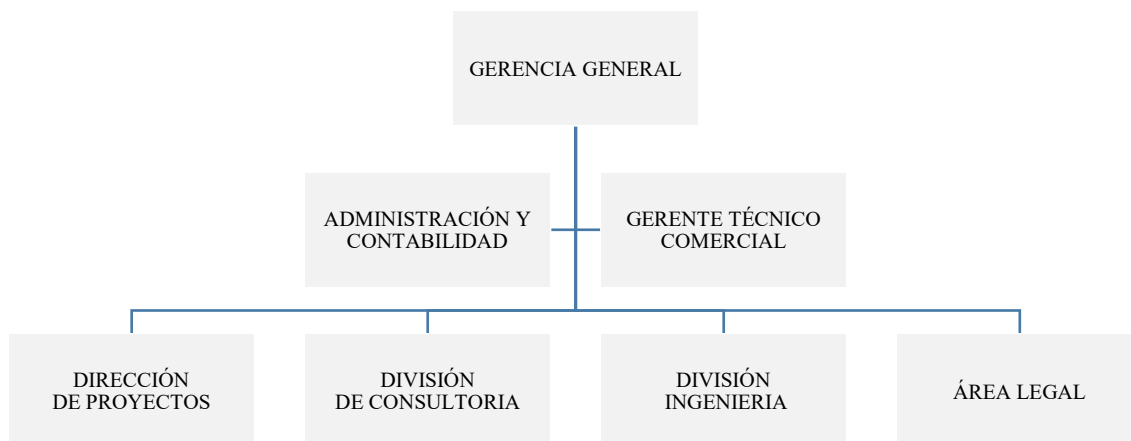 GERENCIA GENERAL
ADMINISTRACIÓN Y
CONTABILIDAD
GERENTE TÉCNICO
COMERCIAL
DIRECCIÓN
DE PROYECTOS
DIVISIÓN
DE CONSULTORIA
DIVISIÓN
INGENIERIA
ÁREA LEGAL